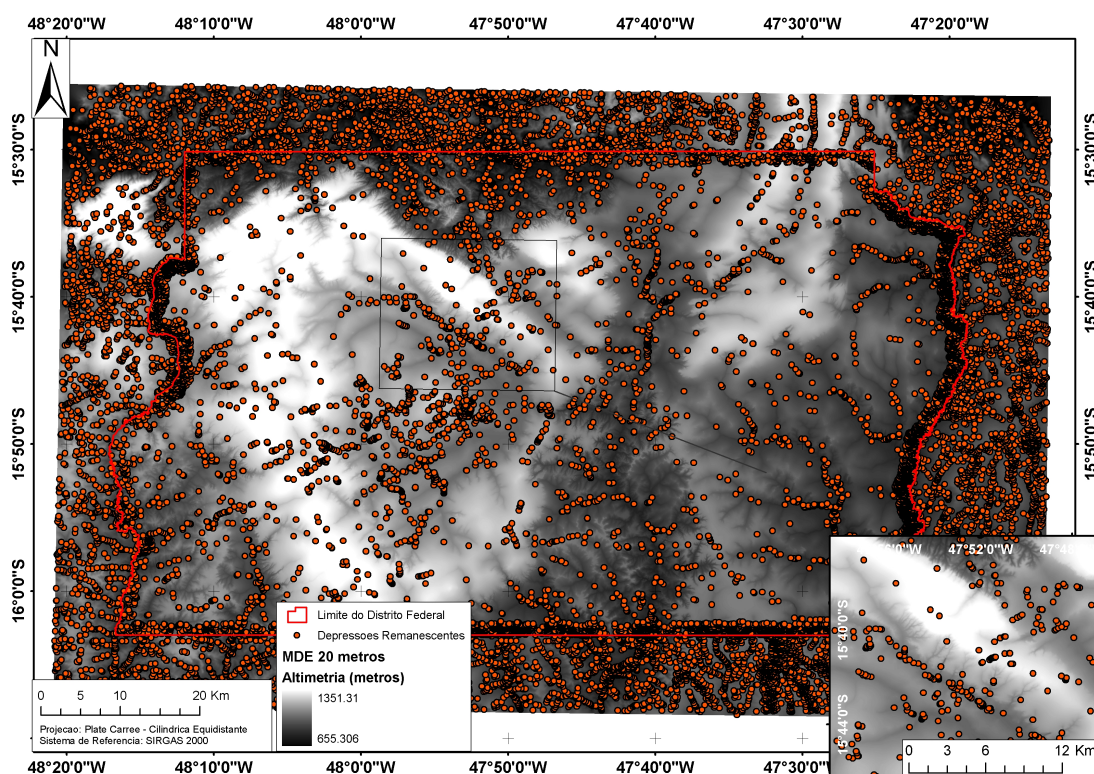 48°20'0"W 48°10'0"W 48°0'0"W 47°50'0"W 47°40'0"W 47°30'0"W 47°20'0"W
N
15°30'0"S 15°30'0"S
15°40'0"S 15°40'0"S
15°50'0"S 15°50'0"S
16°0'0"S
Limite do Distrito Federal
Depressoes Remanescentes
MDE 20 metros
Altimetria (metros)
1351.31
655.306
0 5 10 20 Km
Projecao: Plate Carree - Cilindrica Equidistante
Sistema de Referencia: SIRGAS 2000
47°52'0"W
15°40'0"S
15°44'0"S
0 3 6 12 Km
48°20'0"W 48°10'0"W 48°0'0"W 47°50'0"W 47°40'0"W